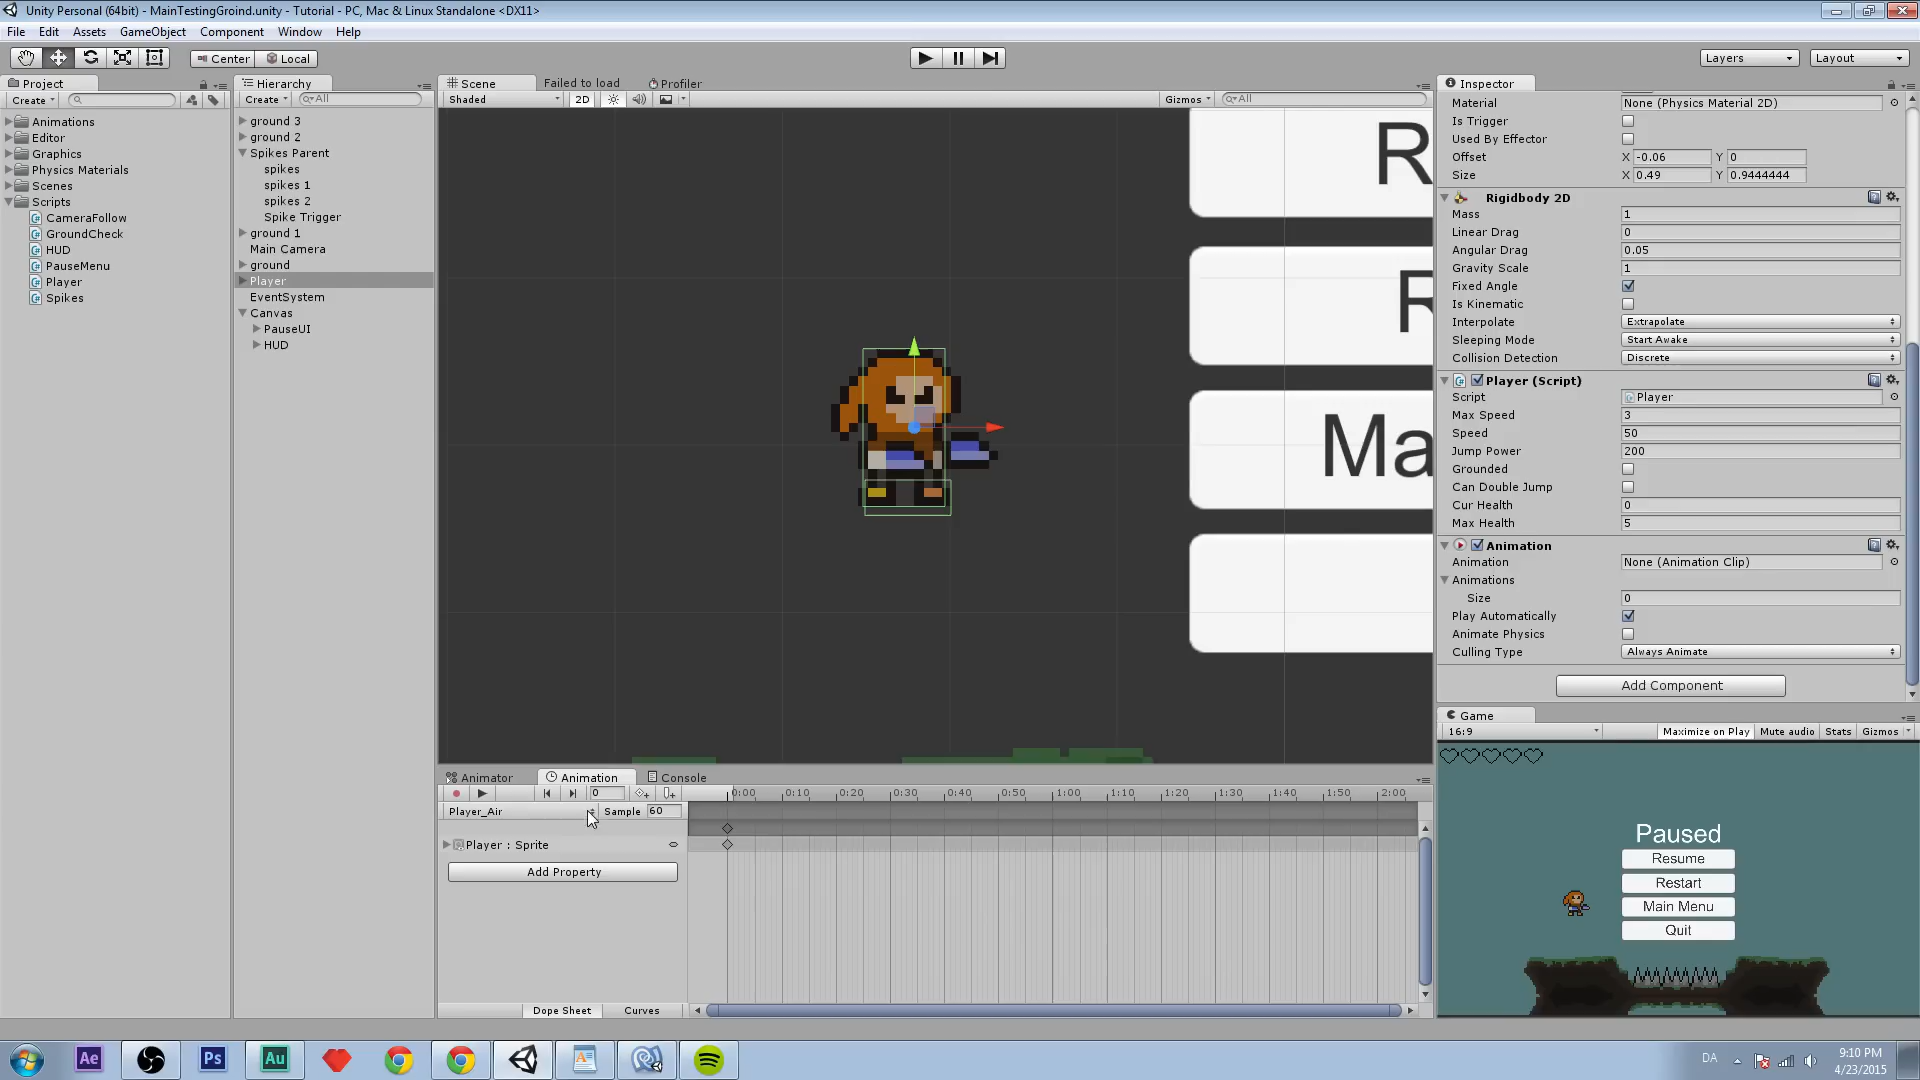 Unity Personal (64bit) - MainTestingGroind.unity - Tutorial - PC, Mac & Linux Standalone <DX11>
File Edit Assets GameObject Component Window Help
Center Local
Layers Layout
Project
Create
Animations
Editor
Graphics
Physics Materials
Scenes
Scripts
CameraFollow
GroundCheck
HUD
PauseMenu
Player
Spikes
Hierarchy
Create All
ground 3
ground 2
Spikes Parent
spikes
spikes 1
spikes 2
Spike Trigger
ground 1
Main Camera
ground
Player
EventSystem
Canvas
PauseUI
HUD
Scene Failed to load Profiler
Shaded 2D Gizmos All
R
R
Ma
Inspector
Material None (Physics Material 2D)
Is Trigger
Used By Effector
Offset X -0.06 Y 0
Size X 0.49 Y 0.9444444
Rigidbody 2D
Mass 1
Linear Drag 0
Angular Drag 0.05
Gravity Scale 1
Fixed Angle
Is Kinematic
Interpolate Extrapolate
Sleeping Mode Start Awake
Collision Detection Discrete
Player (Script)
Script Player
Max Speed 3
Speed 50
Jump Power 200
Grounded
Can Double Jump
Cur Health 0
Max Health 5
Animation
Animation None (Animation Clip)
Animations
Size 0
Play Automatically
Animate Physics
Culling Type Always Animate
Add Component
Game
16:9 Maximize on Play Mute audio Stats Gizmos
Paused
Resume
Restart
Main Menu
Quit
Animator Animation Console
0 0:00 0:10 0:20 0:30 0:40 0:50 1:00 1:10 1:20 1:30 1:40 1:50 2:00
Player_Air Sample 60
Player : Sprite
Add Property
Dope Sheet Curves
Ae Ps Au
DA
9:10 PM
4/23/2015